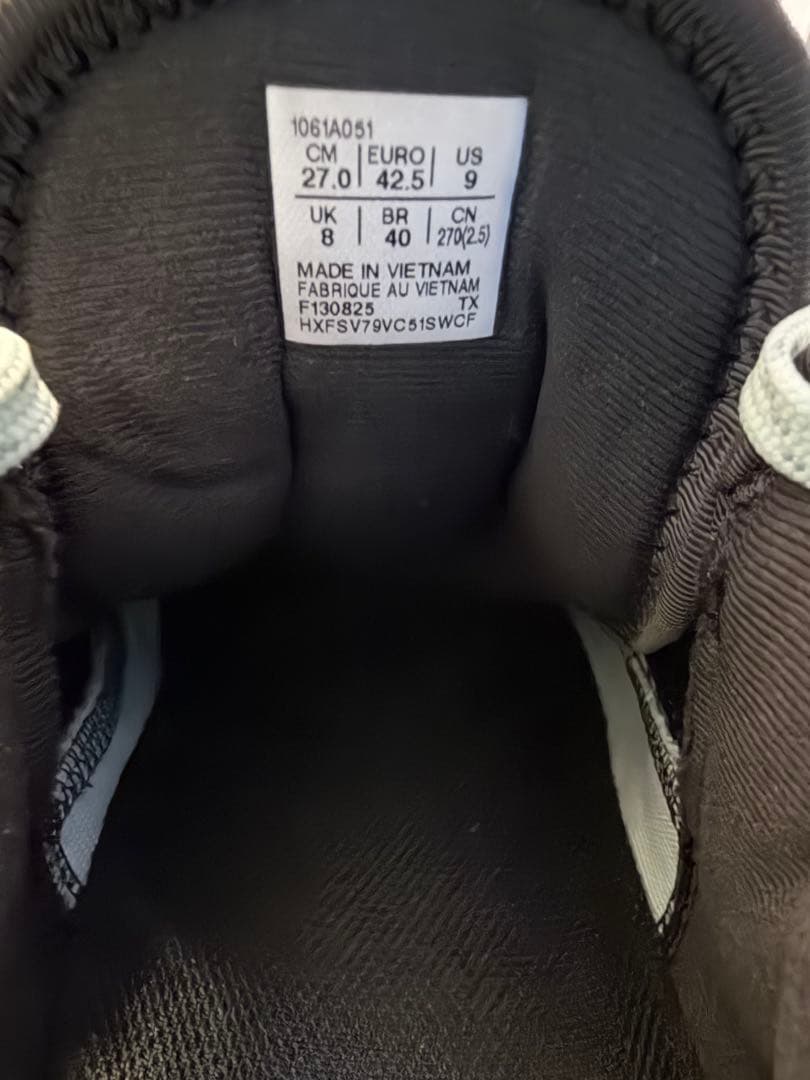 1061A051
CM | EURO | US
27.0 | 42.5 | 9
UK | BR | CN
8 | 40 | 270(2.5)
MADE IN VIETNAM
FABRIQUE AU VIETNAM
F130825 TX
HXFSV79VC51SWCF